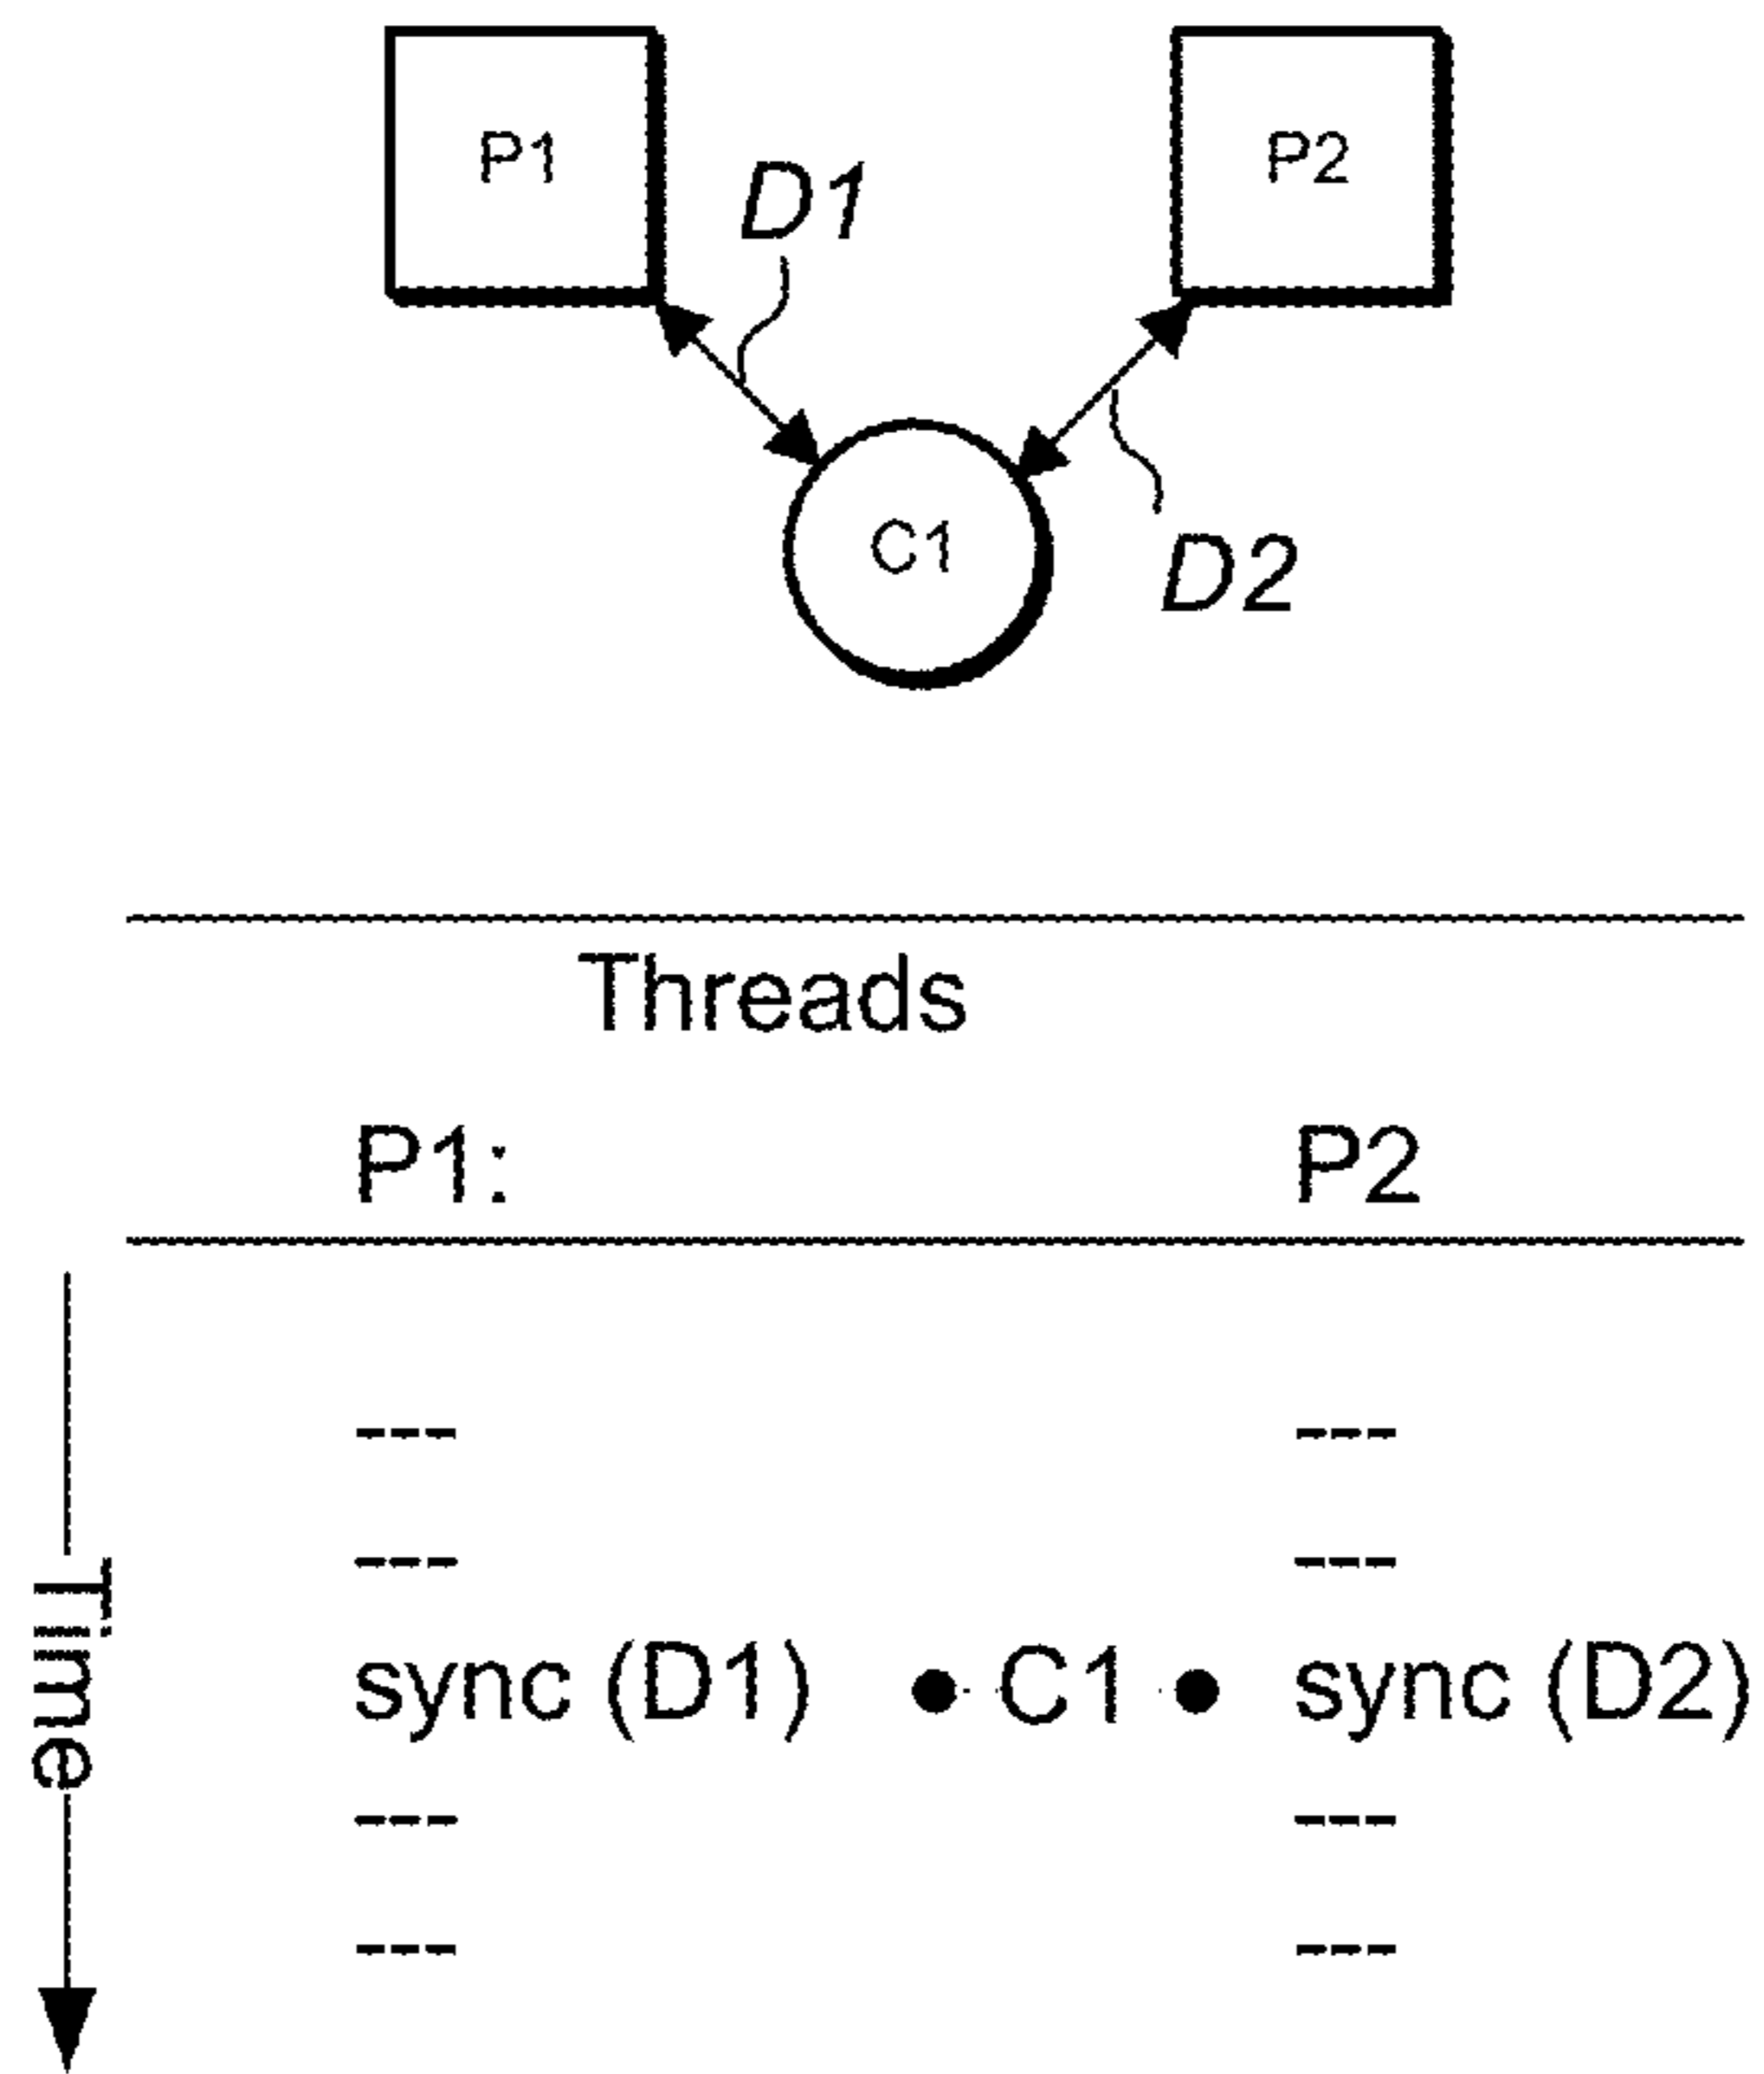 P1
P2
D1
C1
D2
Threads
P1: P2
--- ---
--- ---
Time
sync (D1) ● C1 ● sync (D2)
--- ---
--- ---